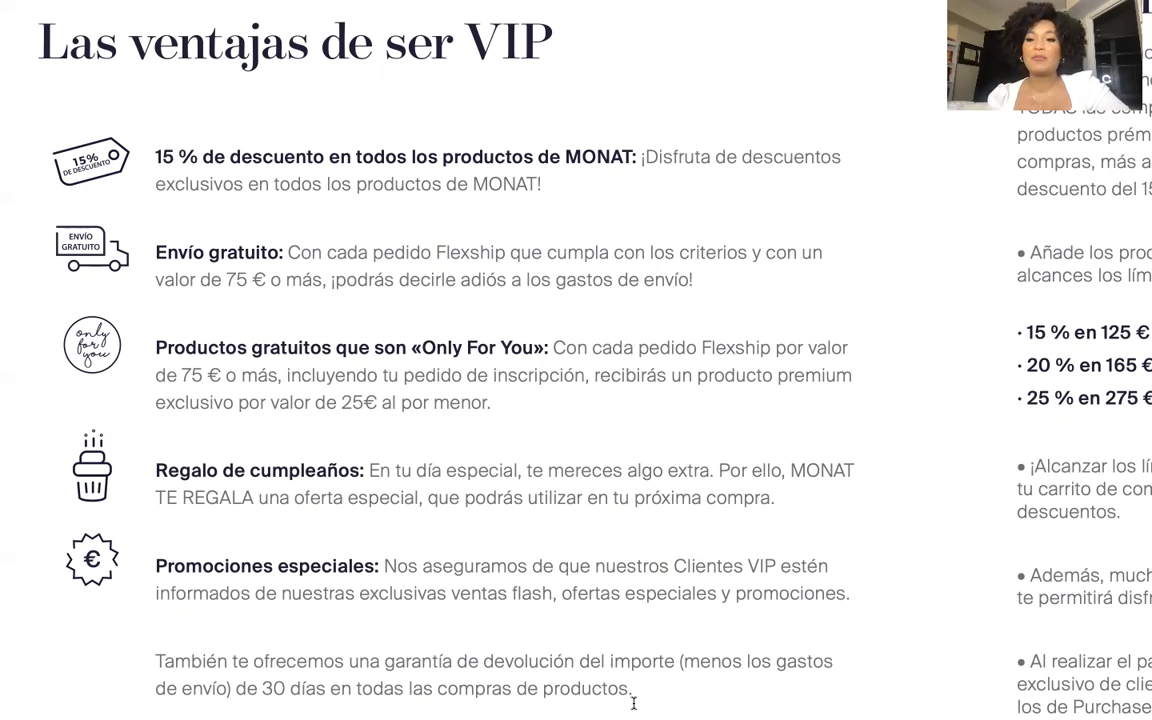 Las ventajas de ser VIP
15%
DE DESCUENTO
15 % de descuento en todos los productos de MONAT: ¡Disfruta de descuentos
exclusivos en todos los productos de MONAT!
ENVÍO
GRATUITO
Envío gratuito: Con cada pedido Flexship que cumpla con los criterios y con un
valor de 75 € o más, ¡podrás decirle adiós a los gastos de envío!
only
for
you
Productos gratuitos que son «Only For You»: Con cada pedido Flexship por valor
de 75 € o más, incluyendo tu pedido de inscripción, recibirás un producto premium
exclusivo por valor de 25€ al por menor.
Regalo de cumpleaños: En tu día especial, te mereces algo extra. Por ello, MONAT
TE REGALA una oferta especial, que podrás utilizar en tu próxima compra.
€
Promociones especiales: Nos aseguramos de que nuestros Clientes VIP estén
informados de nuestras exclusivas ventas flash, ofertas especiales y promociones.
También te ofrecemos una garantía de devolución del importe (menos los gastos
de envío) de 30 días en todas las compras de productos.
productos prém
compras, más a
descuento del 15
• Añade los prod
alcances los lím
· 15 % en 125 €
· 20 % en 165 €
· 25 % en 275 €
• ¡Alcanzar los lí
tu carrito de com
descuentos.
• Además, much
te permitirá disf
• Al realizar el pa
exclusivo de clie
los de Purchase